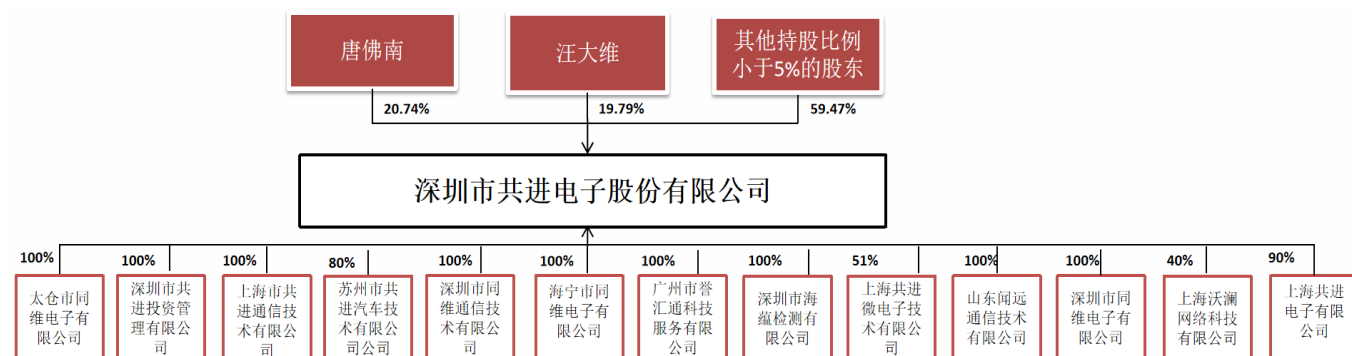 唐佛南
汪大维
其他持股比例
小于5%的股东
20.74%
19.79%
59.47%
深圳市共进电子股份有限公司
100%
100%
100%
80%
100%
100%
100%
100%
51%
100%
100%
40%
90%
太仓市同
维电子有
限公司
深圳市共
进投资管
理有限公
司
上海市共
进通信技
术有限公
司
苏州市共
进汽车技
术有限公
司公司
深圳市同
维通信技
术有限公
司
海宁市同
维电子有
限公司
广州市誉
汇通科技
服务有限
公司
深圳市海
蕴检测有
限公司
上海共进
微电子技
术有限公
司
山东闻远
通信技术
有限公司
深圳市同
维电子有
限公司
上海沃澜
网络科技
有限公司
上海共进
电子有限
公司